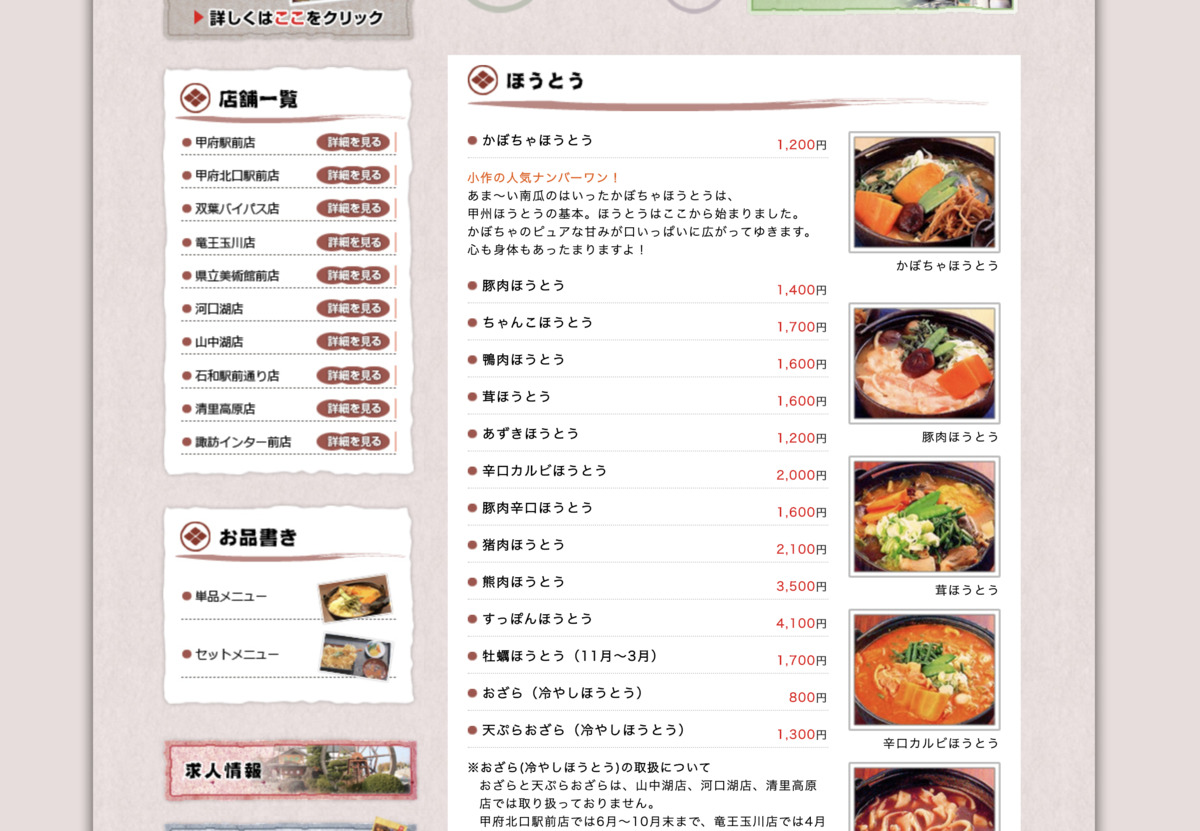 詳しくはここをクリック
店舗一覧
甲府駅前店 詳細を見る
甲府北口駅前店 詳細を見る
双葉バイパス店 詳細を見る
竜王玉川店 詳細を見る
県立美術館前店 詳細を見る
河口湖店 詳細を見る
山中湖店 詳細を見る
石和駅前通り店 詳細を見る
清里高原店 詳細を見る
諏訪インター前店 詳細を見る
お品書き
単品メニュー
セットメニュー
求人情報
ほうとう
かぼちゃほうとう 1,200円
小作の人気ナンバーワン！
あま〜い南瓜のはいったかぼちゃほうとうは、
甲州ほうとうの基本。ほうとうはここから始まりました。
かぼちゃのピュアな甘みが口いっぱいに広がってゆきます。
心も身体もあったまりますよ！
豚肉ほうとう 1,400円
ちゃんこほうとう 1,700円
鴨肉ほうとう 1,600円
茸ほうとう 1,600円
あずきほうとう 1,200円
辛口カルビほうとう 2,000円
豚肉辛口ほうとう 1,600円
猪肉ほうとう 2,100円
熊肉ほうとう 3,500円
すっぽんほうとう 4,100円
牡蠣ほうとう（11月〜3月） 1,700円
おざら（冷やしほうとう） 800円
天ぷらおざら（冷やしほうとう） 1,300円
※おざら(冷やしほうとう)の取扱について
おざらと天ぷらおざらは、山中湖店、河口湖店、清里高原
店では取り扱っておりません。
甲府北口駅前店では6月〜10月末まで、竜王玉川店では4月
かぼちゃほうとう
豚肉ほうとう
茸ほうとう
辛口カルビほうとう